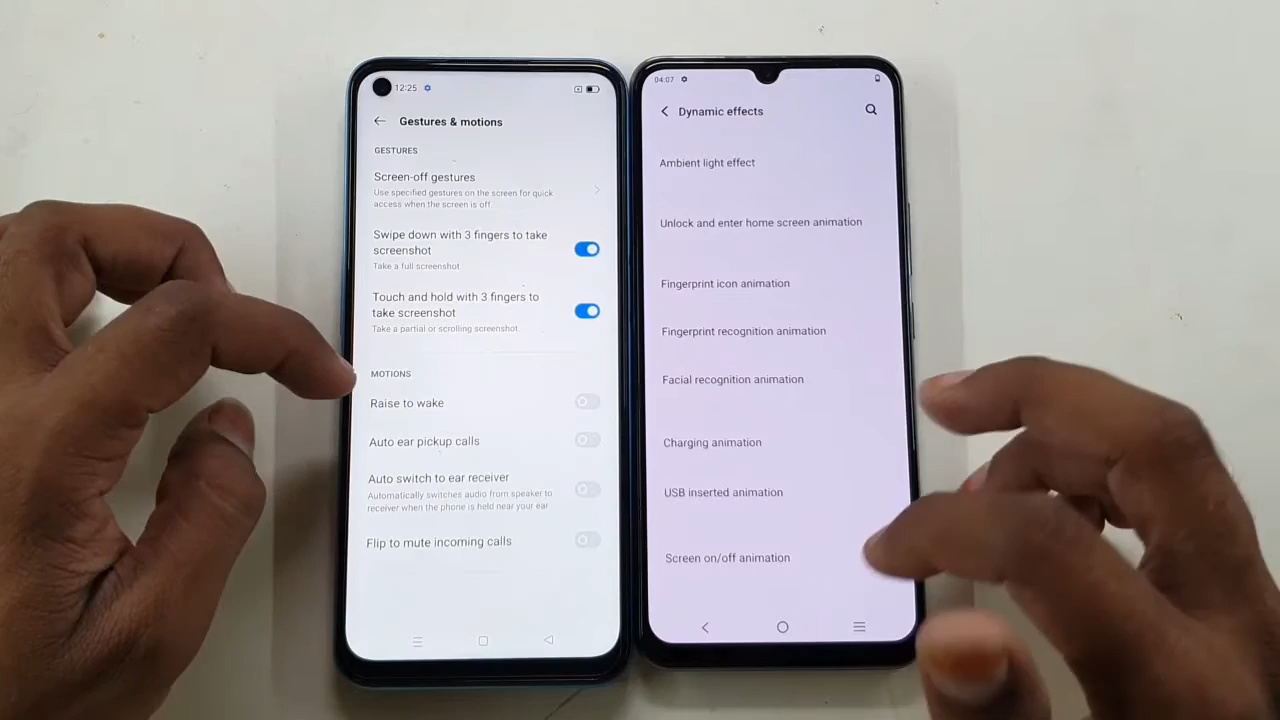 12:25
Gestures & motions
GESTURES
Screen-off gestures
Use specified gestures on the screen for quick
access when the screen is off.
Swipe down with 3 fingers to take
screenshot
Take a full screenshot
Touch and hold with 3 fingers to
take screenshot
Take a partial or scrolling screenshot
MOTIONS
Raise to wake
Auto ear pickup calls
Auto switch to ear receiver
Automatically switches audio from speaker to
receiver when the phone is held near your ear
Flip to mute incoming calls
04:07
Dynamic effects
Ambient light effect
Unlock and enter home screen animation
Fingerprint icon animation
Fingerprint recognition animation
Facial recognition animation
Charging animation
USB inserted animation
Screen on/off animation